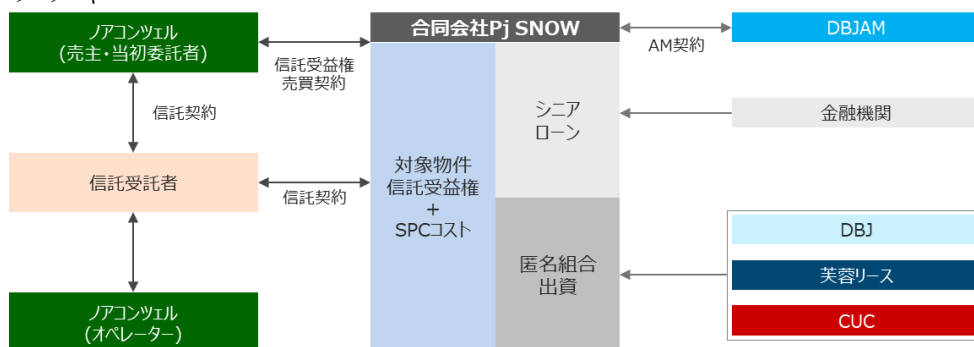 ノアコンツェル
(売主・当初委託者)
信託受益権
売買契約
合同会社Pj SNOW
AM契約
DBJAM
信託契約
シニア
ローン
金融機関
信託受託者
信託契約
対象物件
信託受益権
+
SPCコスト
匿名組合
出資
DBJ
芙蓉リース
CUC
ノアコンツェル
(オペレーター)